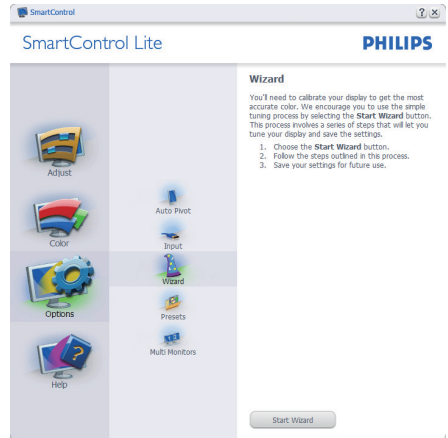 SmartControl
? X
SmartControl Lite
PHILIPS
Adjust
Color
Options
Help
Auto Pivot
Input
Wizard
Presets
Multi Monitors
Wizard
You'll need to calibrate your display to get the most
accurate color. We encourage you to use the simple
tuning process by selecting the Start Wizard button.
This process involves a series of steps that will let you
tune your display and save the settings.
1. Choose the Start Wizard button.
2. Follow the steps outlined in this process.
3. Save your settings for future use.
Start Wizard